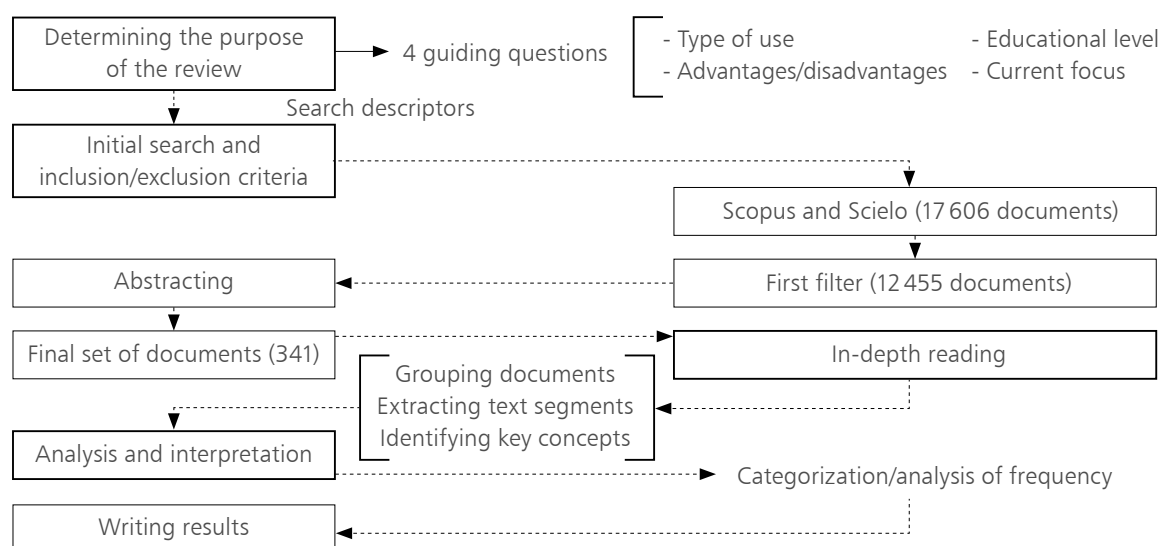 Determining the purpose
of the review
4 guiding questions
- Type of use
- Educational level
- Advantages/disadvantages
- Current focus
Search descriptors
Initial search and
inclusion/exclusion criteria
Scopus and Scielo (17 606 documents)
First filter (12 455 documents)
Abstracting
Final set of documents (341)
In-depth reading
Grouping documents
Extracting text segments
Identifying key concepts
Analysis and interpretation
Categorization/analysis of frequency
Writing results